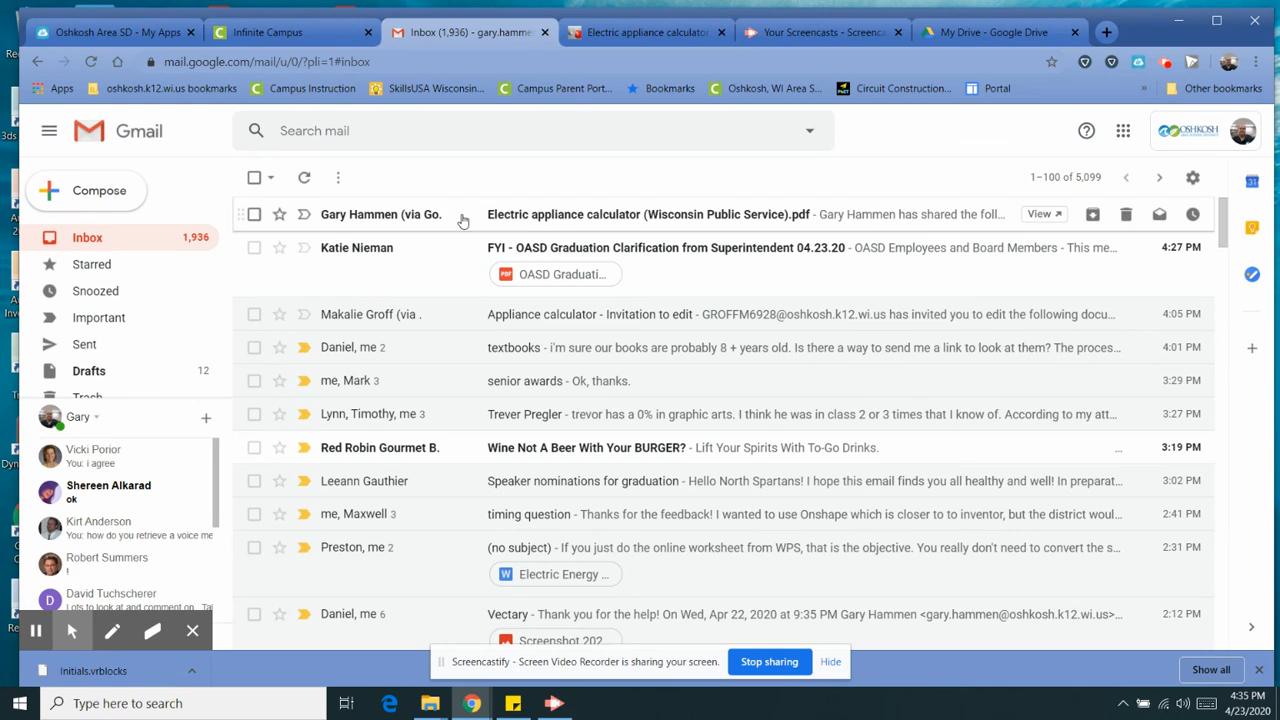 Oshkosh Area SD - My Apps
Infinite Campus
Inbox (1,936) - gary.hamme
Electric appliance calculator
Your Screencasts - Screenca
My Drive - Google Drive
mail.google.com/mail/u/0/?pli=1#inbox
Apps
oshkosh.k12.wi.us bookmarks
Campus Instruction
SkillsUSA Wisconsin...
Campus Parent Port...
Bookmarks
Oshkosh, WI Area S...
Circuit Construction...
Portal
»
Other bookmarks
Gmail
Search mail
OSHKOSH
Compose
1–100 of 5,099
Inbox 1,936
Starred
Snoozed
Important
Sent
Drafts 12
Trash
Gary
Vicki Porior
You: i agree
Shereen Alkarad
ok
Kirt Anderson
You: how do you retrieve a voice me
Robert Summers
!
David Tuchscherer
Lots to look at and comment on.
Gary Hammen (via Go. Electric appliance calculator (Wisconsin Public Service).pdf - Gary Hammen has shared the foll... View
Katie Nieman FYI - OASD Graduation Clarification from Superintendent 04.23.20 - OASD Employees and Board Members - This me... 4:27 PM
PDF OASD Graduati...
Makalie Groff (via . Appliance calculator - Invitation to edit - GROFFM6928@oshkosh.k12.wi.us has invited you to edit the following docu... 4:05 PM
Daniel, me 2 textbooks - i'm sure our books are probably 8 + years old. Is there a way to send me a link to look at them? The proces... 4:01 PM
me, Mark 3 senior awards - Ok, thanks. 3:29 PM
Lynn, Timothy, me 3 Trever Pregler - trevor has a 0% in graphic arts. I think he was in class 2 or 3 times that I know of. According to my att... 3:27 PM
Red Robin Gourmet B. Wine Not A Beer With Your BURGER? - Lift Your Spirits With To-Go Drinks. ... 3:19 PM
Leeann Gauthier Speaker nominations for graduation - Hello North Spartans! I hope this email finds you all healthy and well! In preparat... 3:02 PM
me, Maxwell 3 timing question - Thanks for the feedback! I wanted to use Onshape which is closer to to inventor, but the district woul... 2:41 PM
Preston, me 2 (no subject) - If you just do the online worksheet from WPS, that is the objective. You really don't need to convert the s... 2:31 PM
W Electric Energy ...
Daniel, me 6 Vectary - Thank you for the help! On Wed, Apr 22, 2020 at 9:35 PM Gary Hammen <gary.hammen@oshkosh.k12.wi.us>... 2:12 PM
Screenshot 202...
31
Screencastify - Screen Video Recorder is sharing your screen.
Stop sharing
Hide
Initials.vrblocks
Show all
Type here to search
4:35 PM
4/23/2020
3ds
Dyn
Re